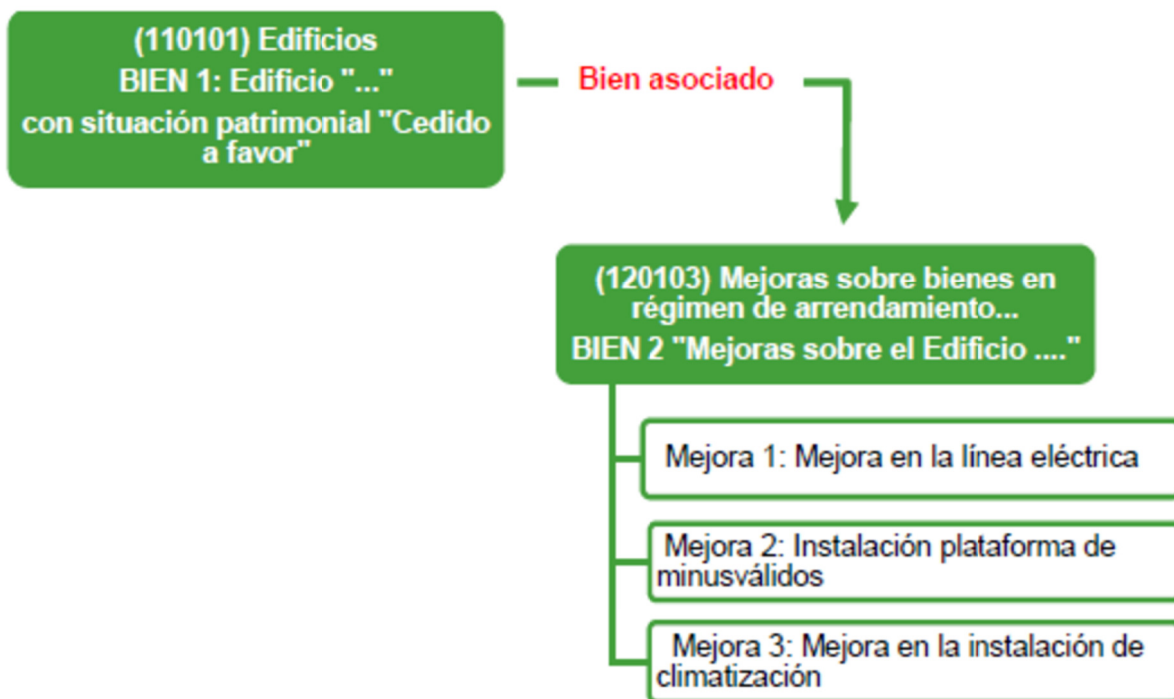 (110101) Edificios
BIEN 1: Edificio "..."
con situación patrimonial "Cedido
a favor"
Bien asociado
(120103) Mejoras sobre bienes en
régimen de arrendamiento...
BIEN 2 "Mejoras sobre el Edificio ...."
Mejora 1: Mejora en la línea eléctrica
Mejora 2: Instalación plataforma de
minusválidos
Mejora 3: Mejora en la instalación de
climatización